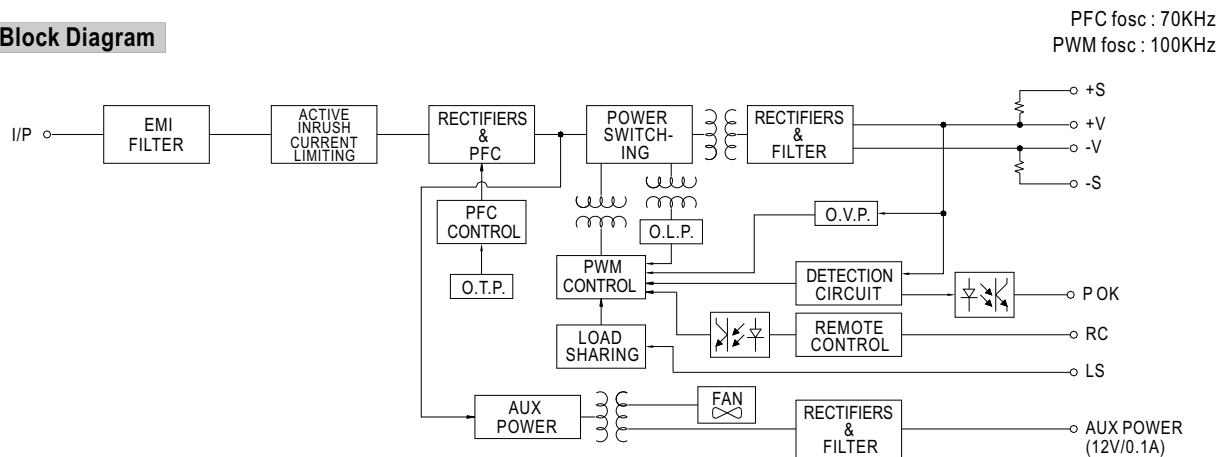 Block Diagram
PFC fosc : 70KHz
PWM fosc : 100KHz
I/P
EMI
FILTER
ACTIVE
INRUSH
CURRENT
LIMITING
RECTIFIERS
&
PFC
POWER
SWITCH-
ING
RECTIFIERS
&
FILTER
+S
+V
-V
-S
PFC
CONTROL
O.T.P.
O.L.P.
O.V.P.
PWM
CONTROL
DETECTION
CIRCUIT
P OK
LOAD
SHARING
REMOTE
CONTROL
RC
LS
AUX
POWER
FAN
RECTIFIERS
&
FILTER
AUX POWER
(12V/0.1A)